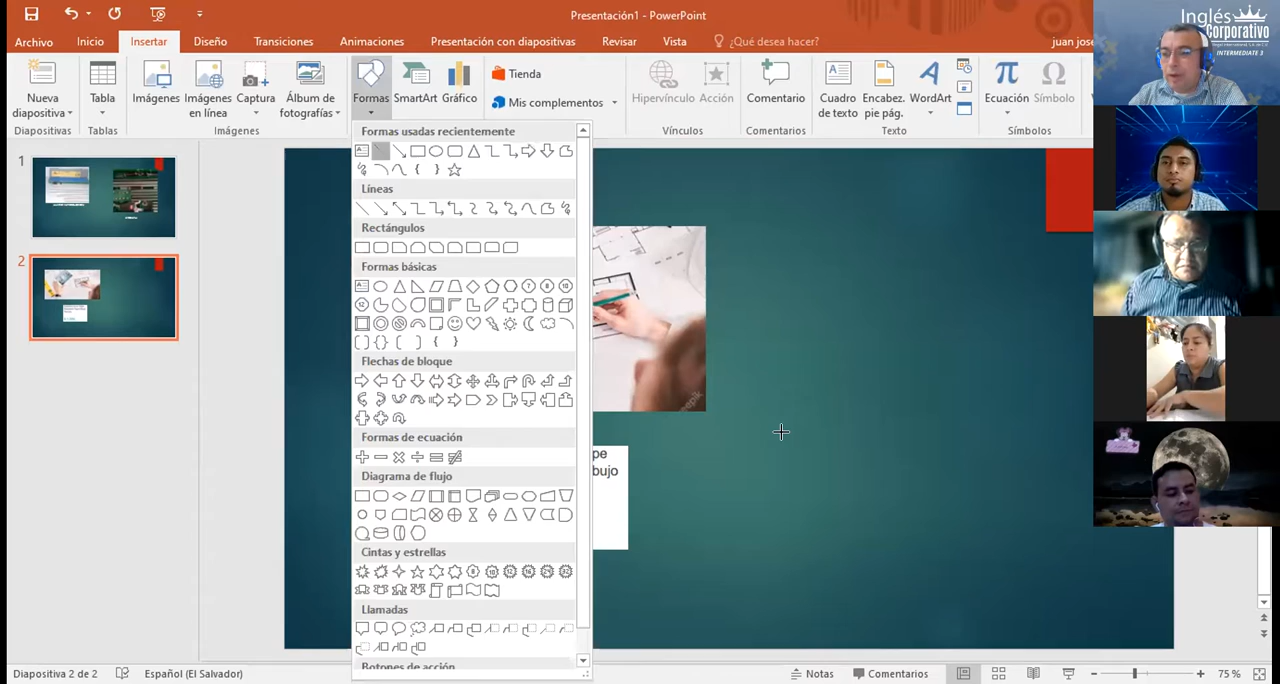 Presentación1 - PowerPoint
Archivo Inicio Insertar Diseño Transiciones Animaciones Presentación con diapositivas Revisar Vista ¿Qué desea hacer? juan jose
Nueva diapositiva
Tabla
Imágenes
Imágenes en línea
Captura
Álbum de fotografías
Formas
SmartArt
Gráfico
Tienda
Mis complementos
Hipervínculo
Acción
Comentario
Cuadro de texto
Encabez. pie pág.
WordArt
Ecuación
Símbolo
Diapositivas Tablas Imágenes Vínculos Comentarios Texto Símbolos
Formas usadas recientemente
Líneas
Rectángulos
Formas básicas
Flechas de bloque
Formas de ecuación
Diagrama de flujo
Cintas y estrellas
Llamadas
Botones de acción
1
2
pe
bujo
Inglés
Corporativo
INTERMEDIATE 3
Diapositiva 2 de 2 Español (El Salvador) Notas Comentarios 75 %